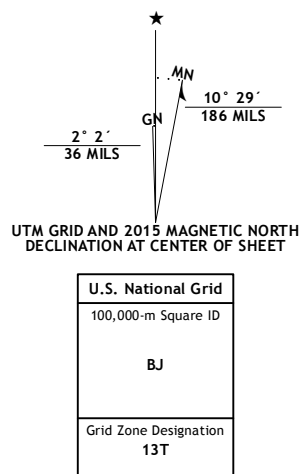 MN
GN
10° 29´
186 MILS
2° 2´
36 MILS
UTM GRID AND 2015 MAGNETIC NORTH
DECLINATION AT CENTER OF SHEET
U.S. National Grid
100,000-m Square ID
BJ
Grid Zone Designation
13T